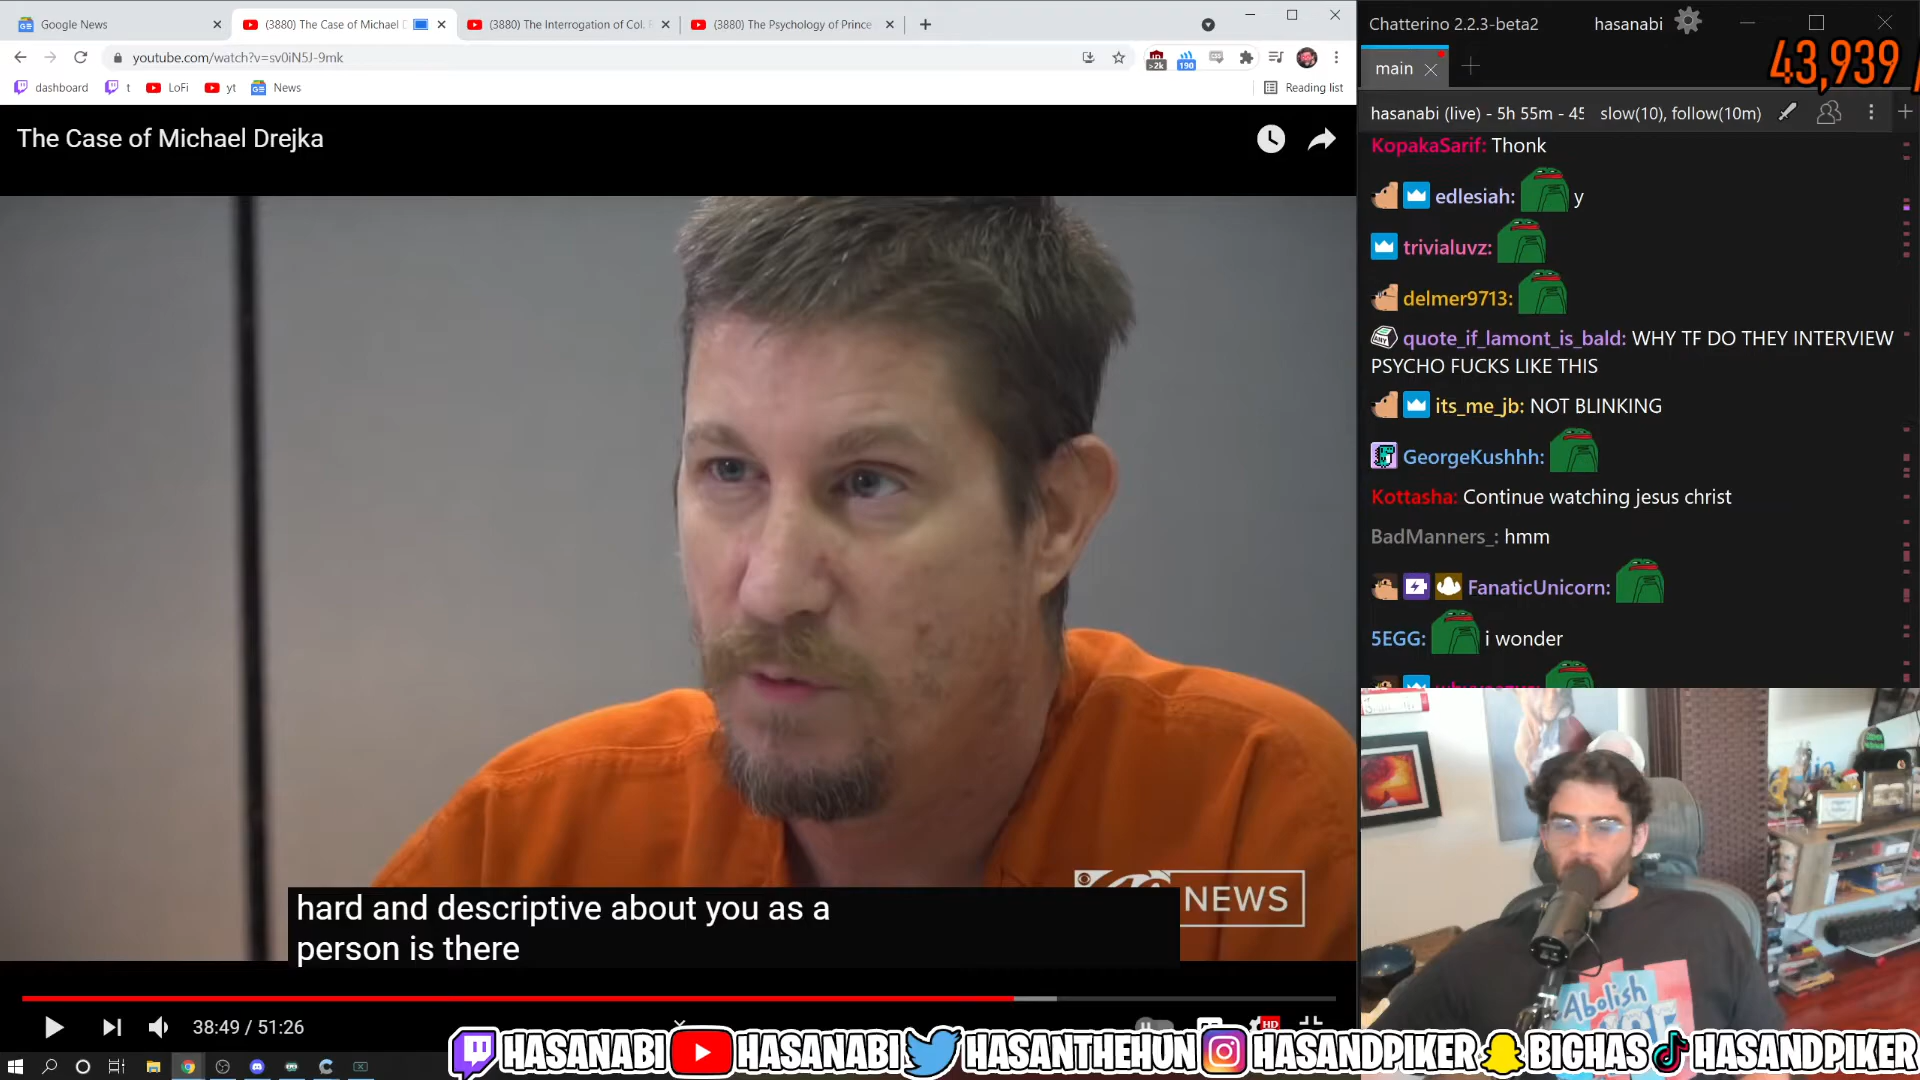 Google News
(3880) The Case of Michael D
(3880) The Interrogation of Col.
(3880) The Psychology of Prince
youtube.com/watch?v=sv0iN5J-9mk
>2k
190
dashboard
t
LoFi
yt
News
Reading list
The Case of Michael Drejka
NEWS
hard and descriptive about you as a
person is there
38:49 / 51:26
HD
Chatterino 2.2.3-beta2
hasanabi
43,939 /
main
hasanabi (live) - 5h 55m - 45
slow(10), follow(10m)
KopakaSarif: Thonk
edlesiah: y
trivialuvz:
delmer9713:
quote_if_lamont_is_bald: WHY TF DO THEY INTERVIEW
PSYCHO FUCKS LIKE THIS
its_me_jb: NOT BLINKING
GeorgeKushhh:
Kottasha: Continue watching jesus christ
BadManners_: hmm
FanaticUnicorn:
5EGG: i wonder
Abolish
HASANABI
HASANABI
HASANTHEHUN
HASANDPIKER
BIGHAS
HASANDPIKER